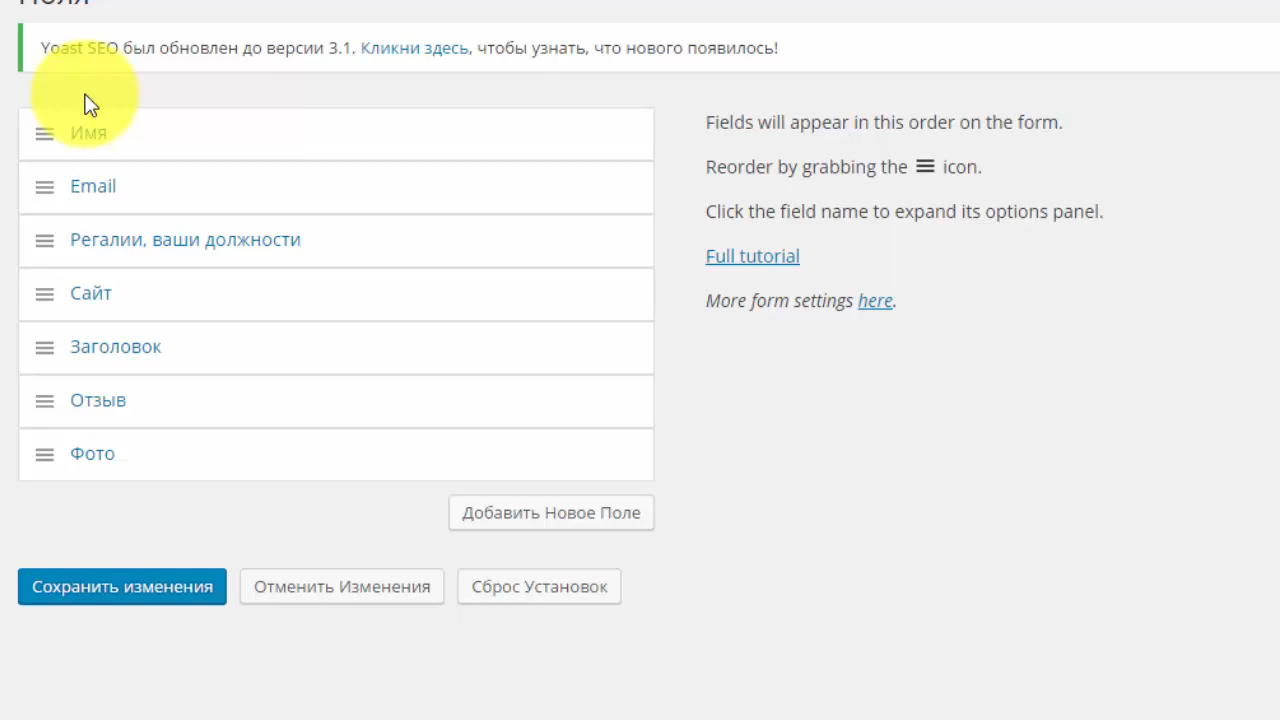 Поля
Yoast SEO был обновлен до версии 3.1. Кликни здесь, чтобы узнать, что нового появилось!
Имя
Email
Регалии, ваши должности
Сайт
Заголовок
Отзыв
Фото
Добавить Новое Поле
Сохранить изменения
Отменить Изменения
Сброс Установок
Fields will appear in this order on the form.
Reorder by grabbing the icon.
Click the field name to expand its options panel.
Full tutorial
More form settings here.